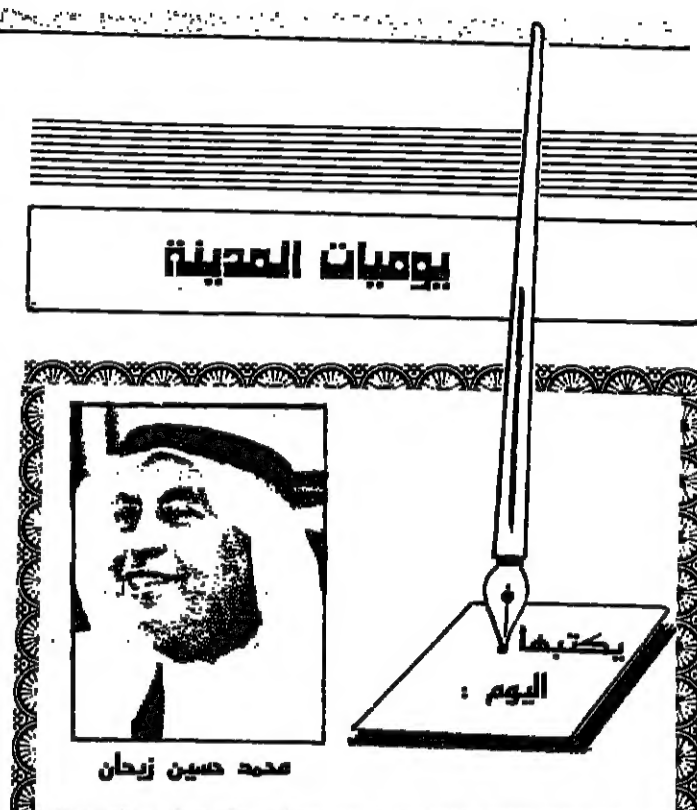 يوميات المدينة
يكتبها
اليوم :
محمد حسين زيدان